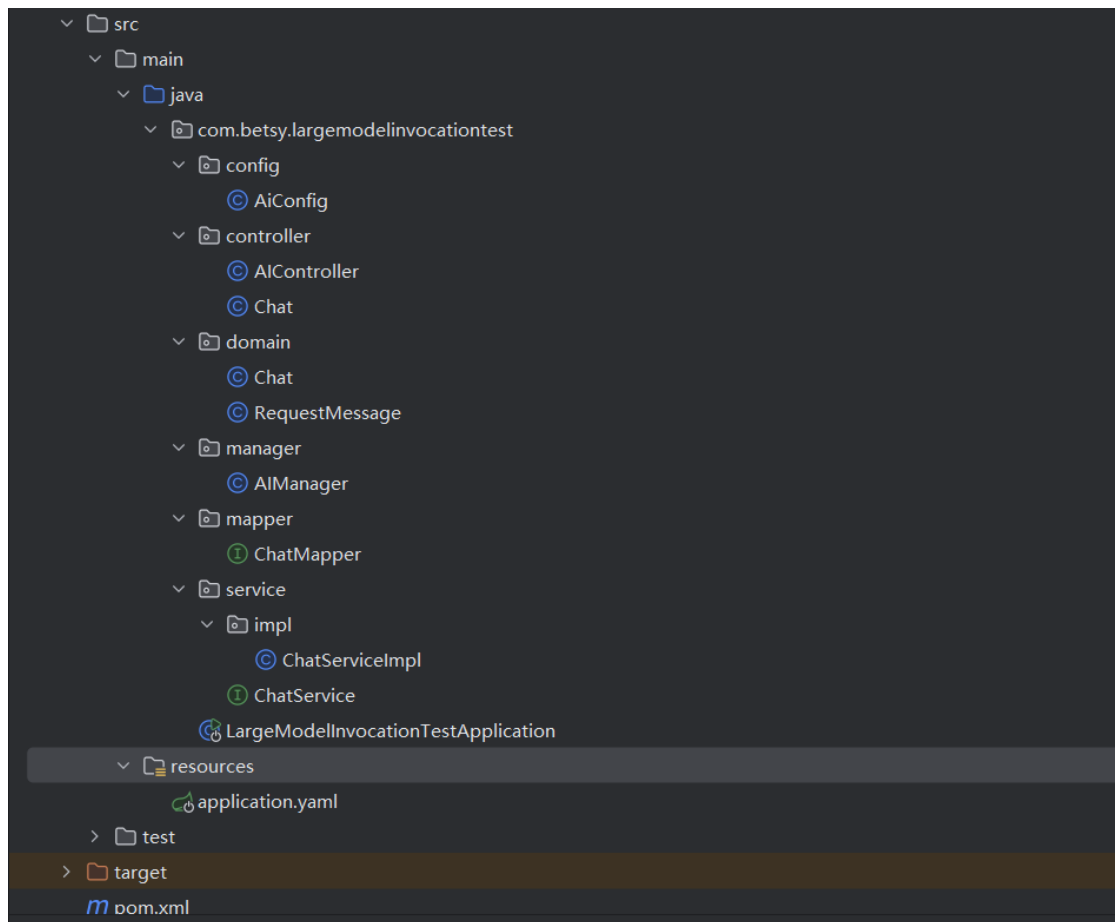 src
main
java
com.betsy.largemodelinvocationtest
config
AiConfig
controller
AIController
Chat
domain
Chat
RequestMessage
manager
AIManager
mapper
ChatMapper
service
impl
ChatServiceImpl
ChatService
LargeModelInvocationTestApplication
resources
application.yaml
test
target
pom.xml